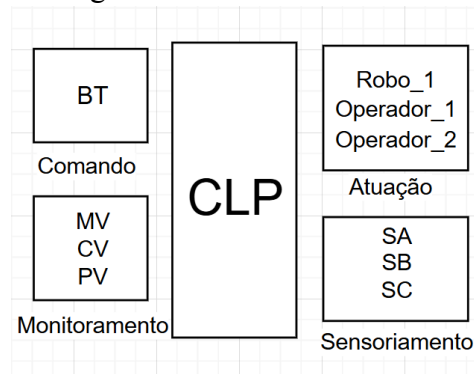 BT
Comando
MV
CV
PV
Monitoramento
CLP
Robo_1
Operador_1
Operador_2
Atuação
SA
SB
SC
Sensoriamento